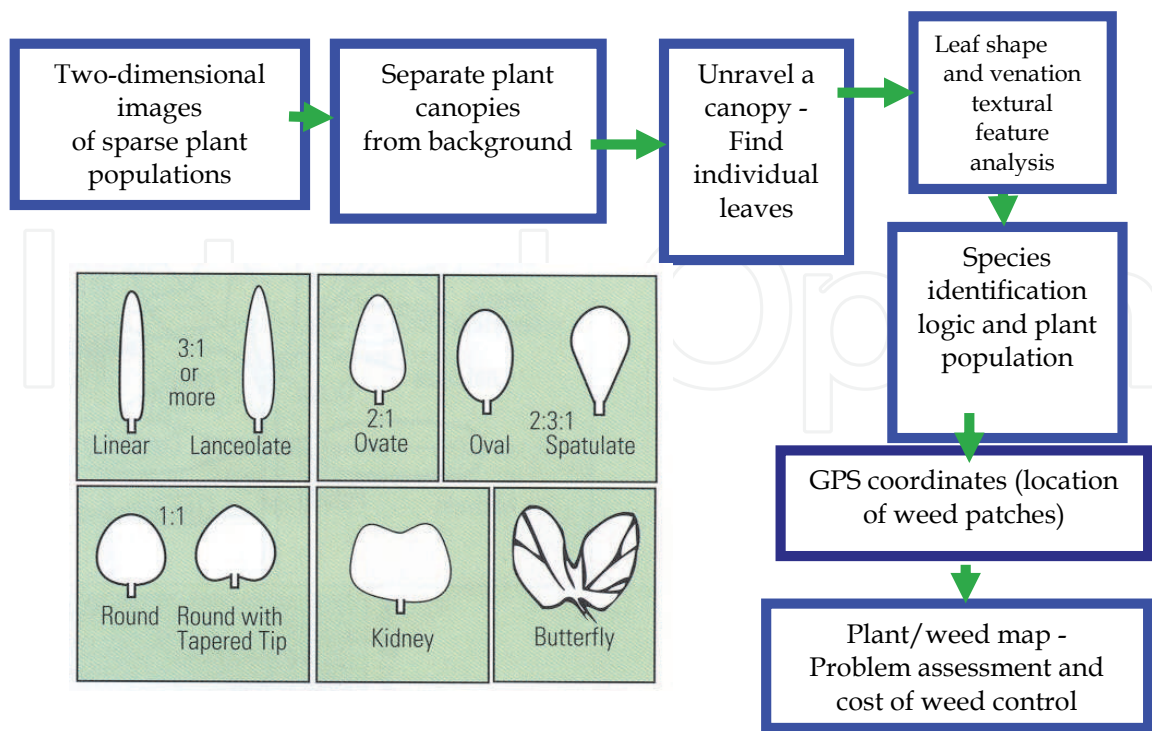 Two-dimensional
images
of sparse plant
populations
Separate plant
canopies
from background
Unravel a
canopy -
Find
individual
leaves
Leaf shape
and venation
textural
feature
analysis
Species
identification
logic and plant
population
GPS coordinates (location
of weed patches)
Plant/weed map -
Problem assessment and
cost of weed control
3:1
or
more
Linear
Lanceolate
2:1
Ovate
2:3:1
Oval
Spatulate
1:1
Round
Round with
Tapered Tip
Kidney
Butterfly